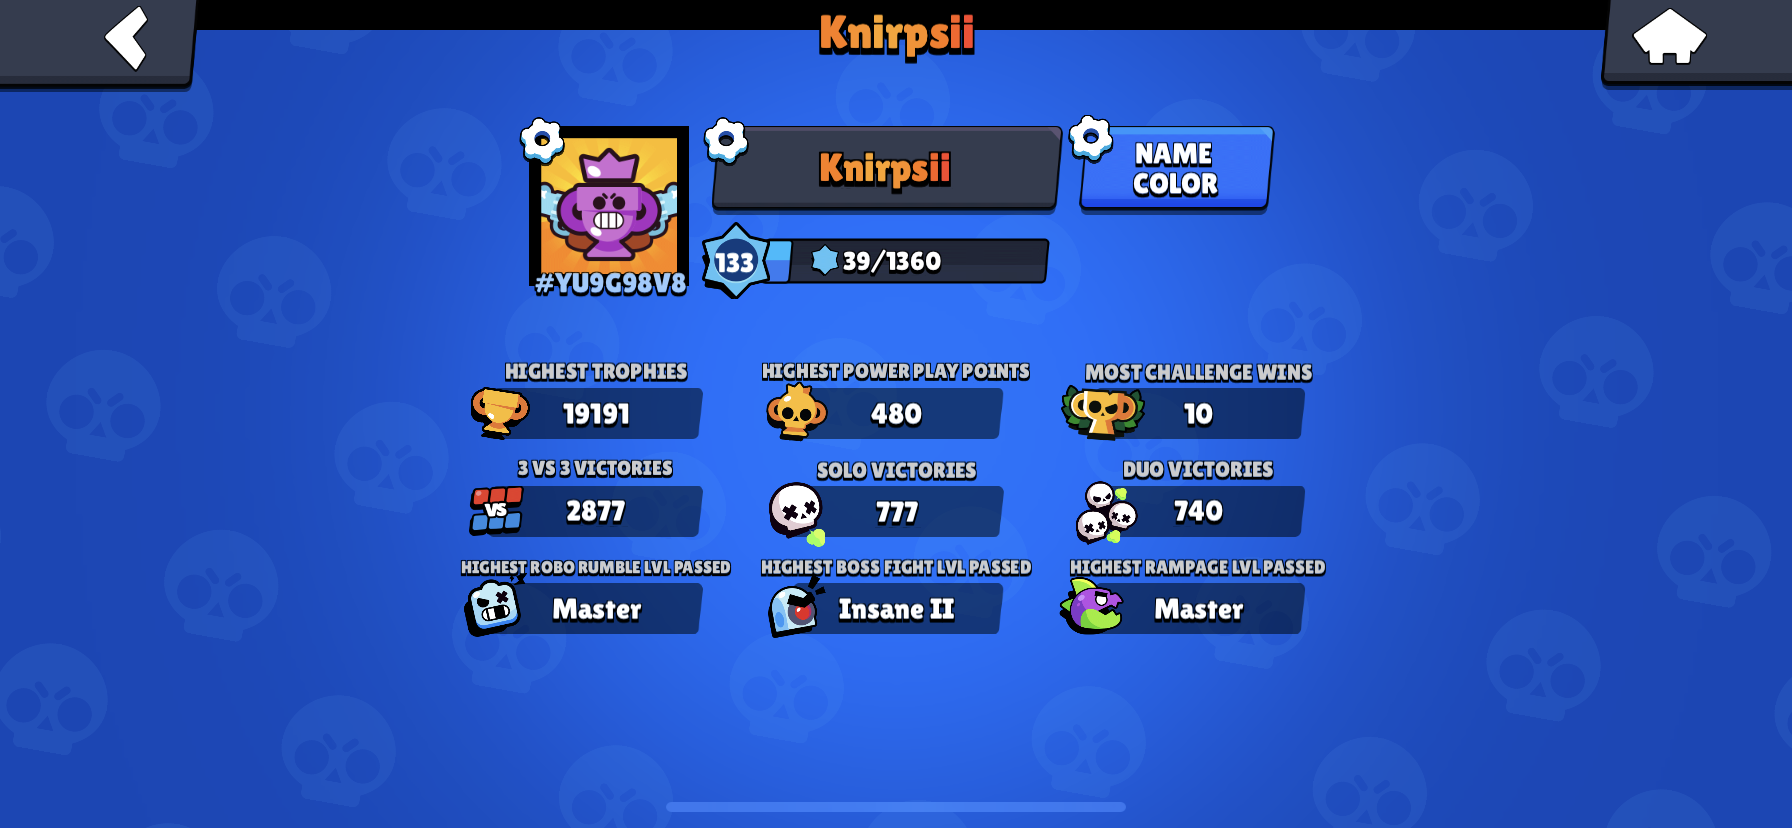 Knirpsii
Knirpsii
NAME
COLOR
133
39/1360
#YU9G98V8
HIGHEST TROPHIES
19191
HIGHEST POWER PLAY POINTS
480
MOST CHALLENGE WINS
10
3 VS 3 VICTORIES
VS
2877
SOLO VICTORIES
777
DUO VICTORIES
740
HIGHEST ROBO RUMBLE LVL PASSED
Master
HIGHEST BOSS FIGHT LVL PASSED
Insane II
HIGHEST RAMPAGE LVL PASSED
Master